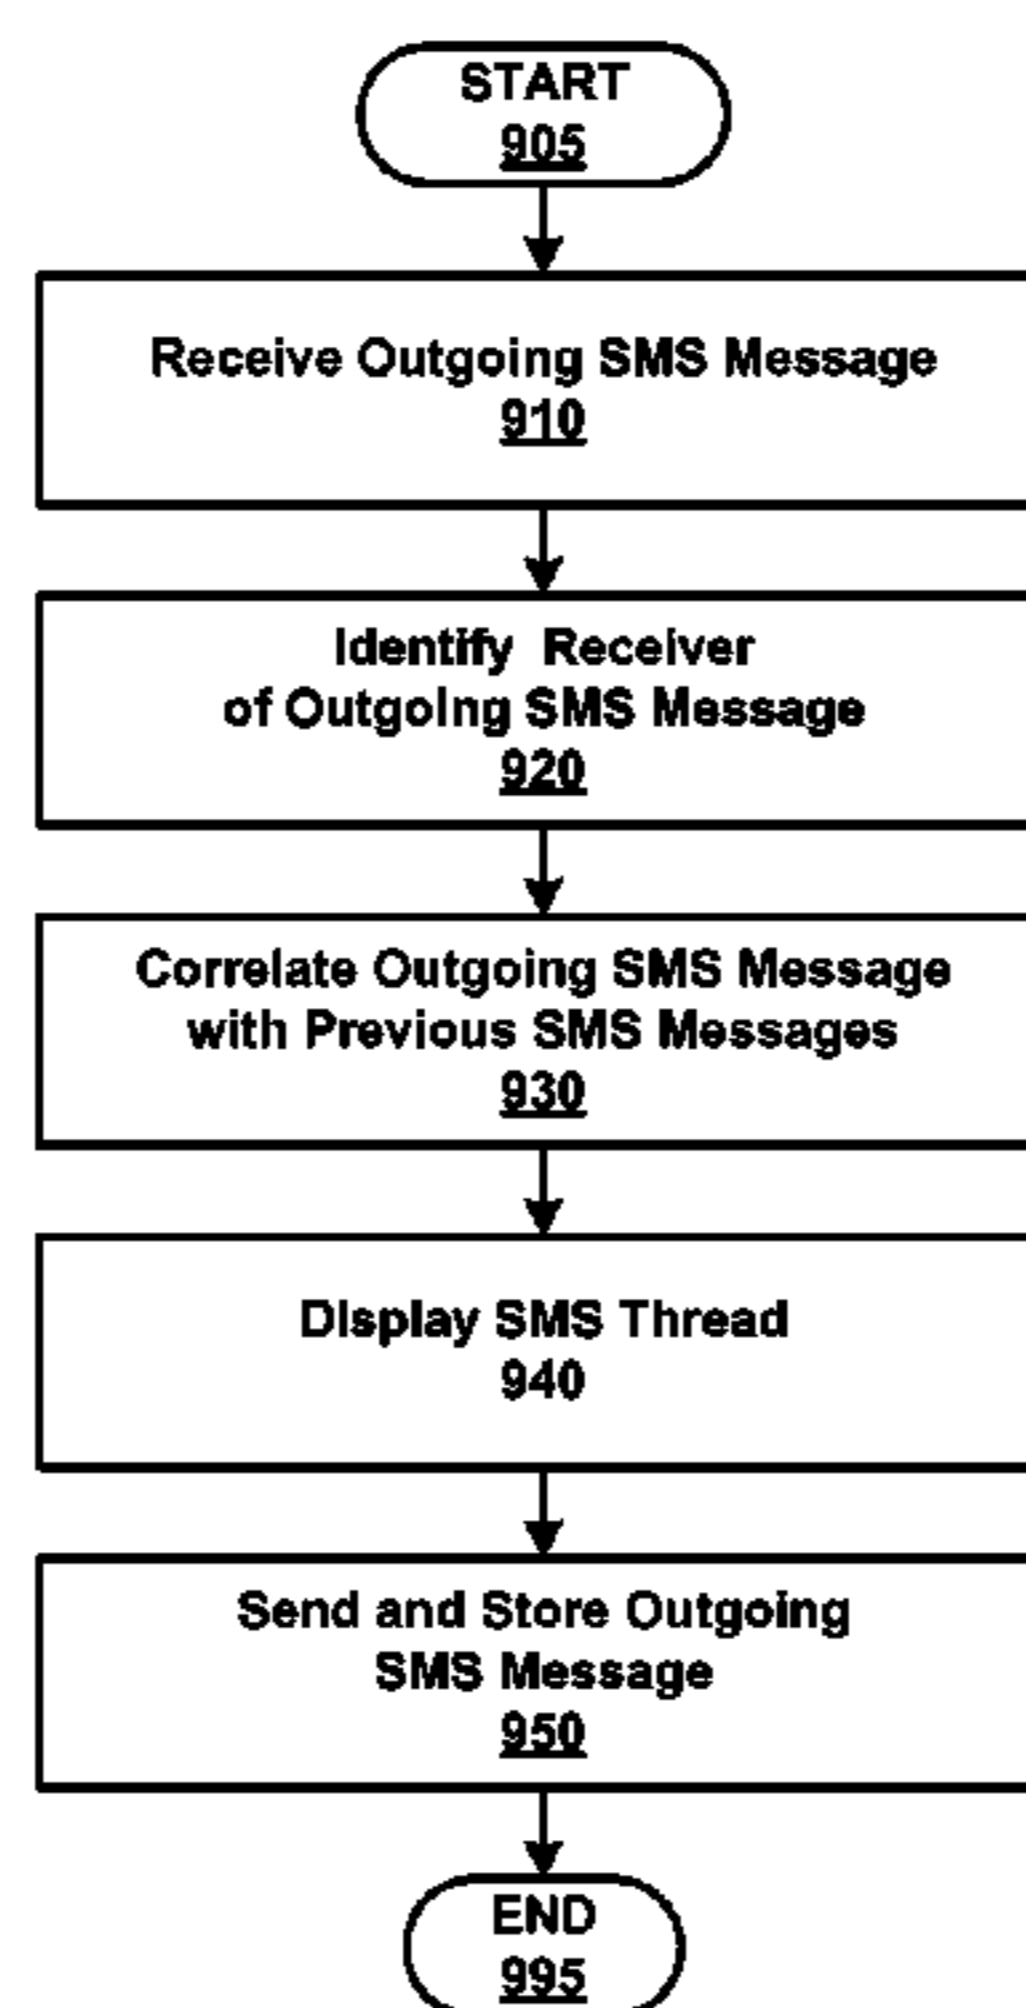 START
905
Receive Outgoing SMS Message
910
Identify Receiver
of Outgoing SMS Message
920
Correlate Outgoing SMS Message
with Previous SMS Messages
930
Display SMS Thread
940
Send and Store Outgoing
SMS Message
950
END
995